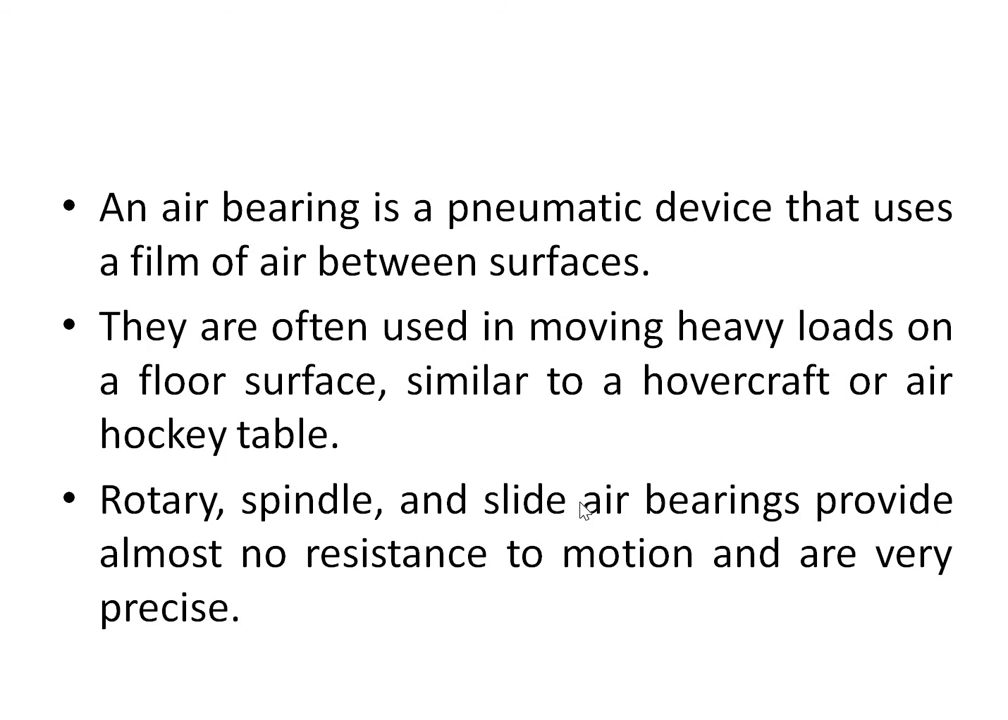 • An air bearing is a pneumatic device that uses
a film of air between surfaces.
• They are often used in moving heavy loads on
a floor surface, similar to a hovercraft or air
hockey table.
• Rotary, spindle, and slide air bearings provide
almost no resistance to motion and are very
precise.